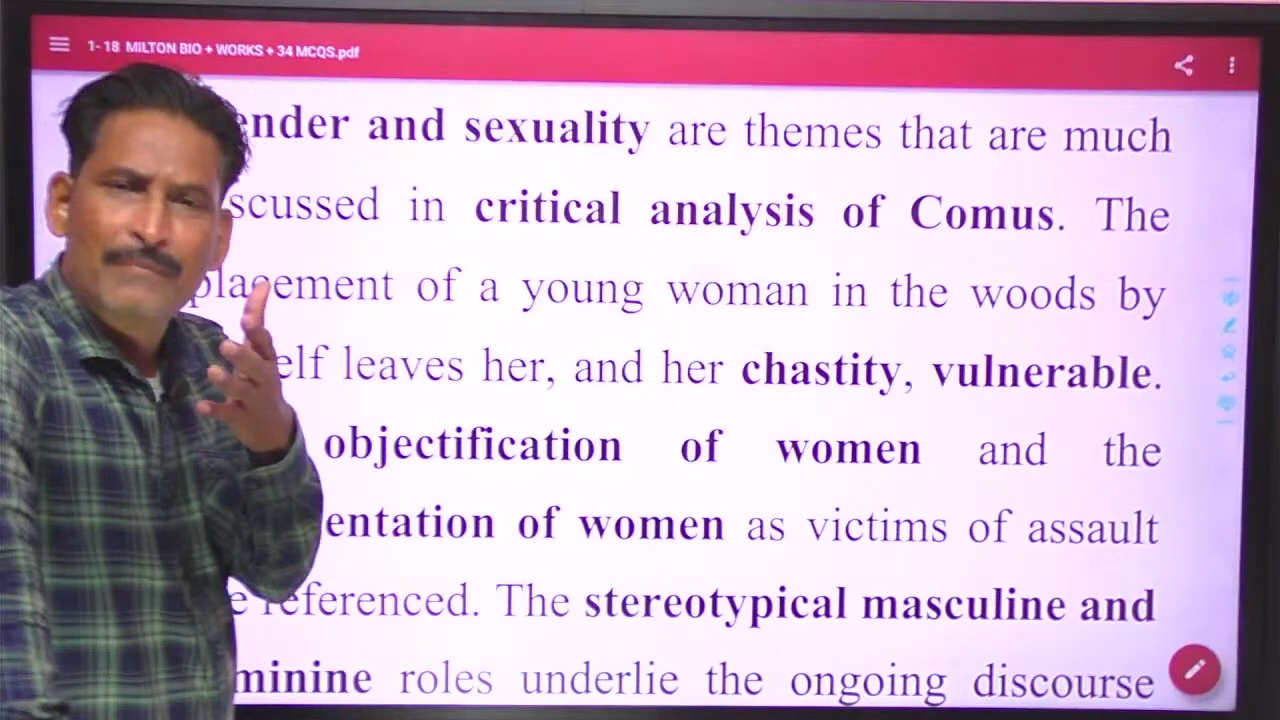 1- 18 MILTON BIO + WORKS + 34 MCQS.pdf
ender and sexuality are themes that are much
scussed in critical analysis of Comus. The
placement of a young woman in the woods by
elf leaves her, and her chastity, vulnerable.
objectification of women and the
entation of women as victims of assault
e referenced. The stereotypical masculine and
minine roles underlie the ongoing discourse